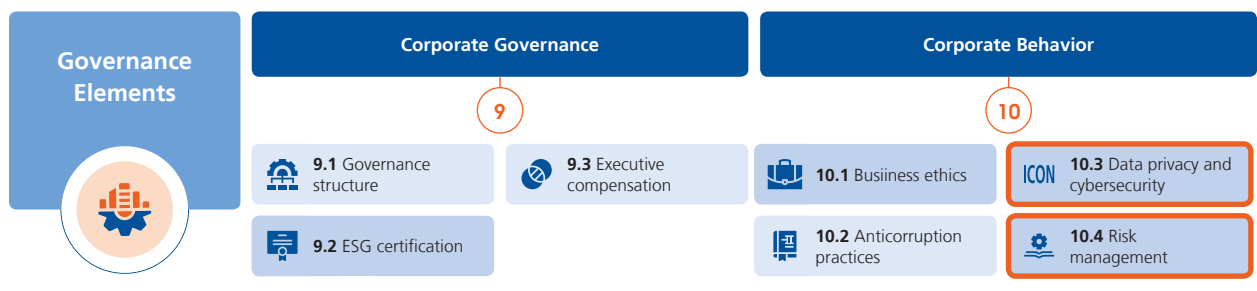 Governance
Elements
Corporate Governance
9
9.1 Governance
structure
9.3 Executive
compensation
9.2 ESG certification
Corporate Behavior
10
10.1 Busiiness ethics
ICON
10.3 Data privacy and
cybersecurity
10.2 Anticorruption
practices
10.4 Risk
management